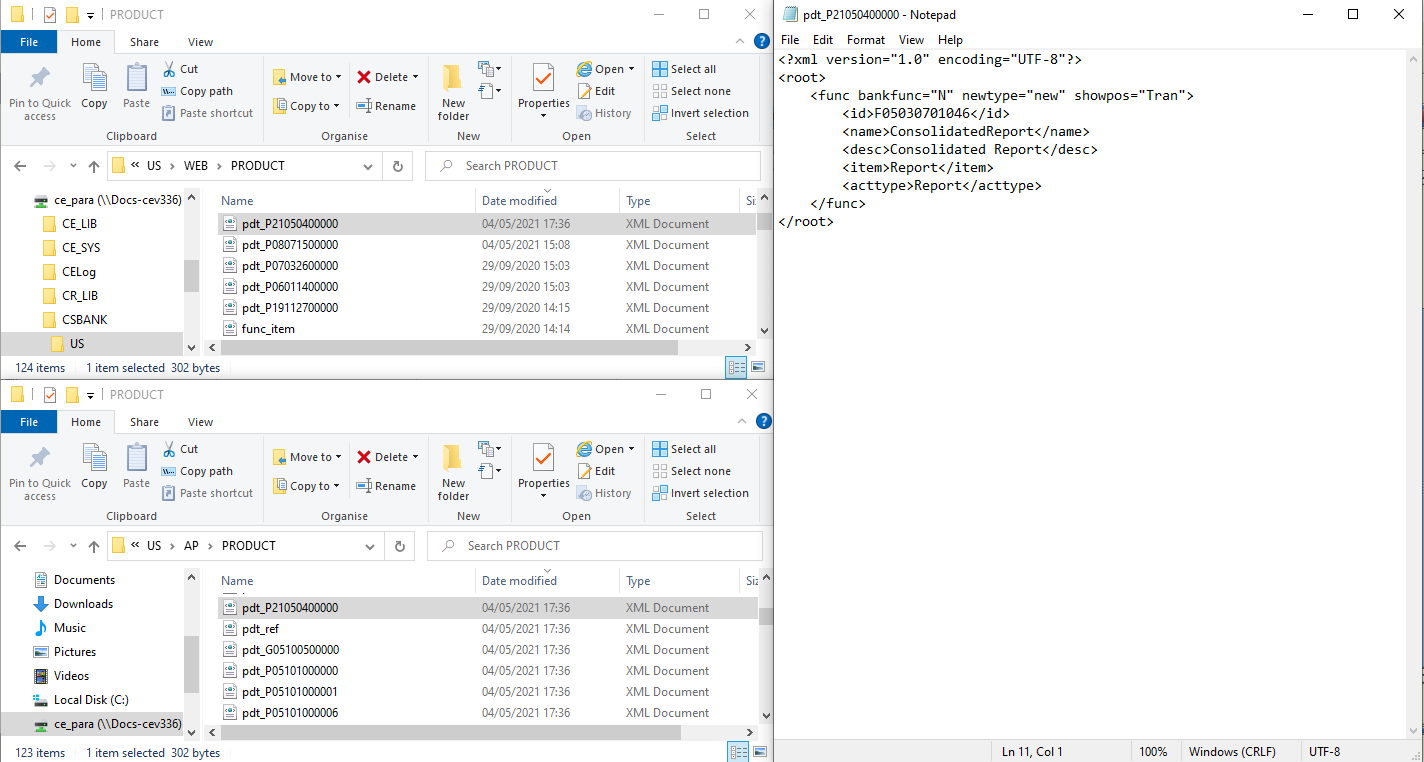 PRODUCT
File Home Share View
Pin to Quick access
Copy
Paste
Cut
Copy path
Paste shortcut
Clipboard
Move to
Copy to
Delete
Rename
Organise
New folder
New
Properties
Open
Edit
History
Open
Select all
Select none
Invert selection
Select
« US › WEB › PRODUCT
Search PRODUCT
ce_para (\\Docs-cev336)
CE_LIB
CE_SYS
CELog
CR_LIB
CSBANK
US
Name Date modified Type Si
pdt_P21050400000 04/05/2021 17:36 XML Document
pdt_P08071500000 04/05/2021 15:08 XML Document
pdt_P07032600000 29/09/2020 15:03 XML Document
pdt_P06011400000 29/09/2020 15:03 XML Document
pdt_P19112700000 29/09/2020 14:15 XML Document
func_item 29/09/2020 14:14 XML Document
124 items 1 item selected 302 bytes
PRODUCT
File Home Share View
Pin to Quick access
Copy
Paste
Cut
Copy path
Paste shortcut
Clipboard
Move to
Copy to
Delete
Rename
Organise
New folder
New
Properties
Open
Edit
History
Open
Select all
Select none
Invert selection
Select
« US › AP › PRODUCT
Search PRODUCT
Documents
Downloads
Music
Pictures
Videos
Local Disk (C:)
ce_para (\\Docs-cev336)
Name Date modified Type Si
pdt_P21050400000 04/05/2021 17:36 XML Document
pdt_ref 04/05/2021 17:36 XML Document
pdt_G05100500000 04/05/2021 17:36 XML Document
pdt_P05101000000 04/05/2021 17:36 XML Document
pdt_P05101000001 04/05/2021 17:36 XML Document
pdt_P05101000006 04/05/2021 17:36 XML Document
123 items 1 item selected 302 bytes
pdt_P21050400000 - Notepad
File Edit Format View Help
<?xml version="1.0" encoding="UTF-8"?>
<root>
<func bankfunc="N" newtype="new" showpos="Tran">
<id>F05030701046</id>
<name>ConsolidatedReport</name>
<desc>Consolidated Report</desc>
<item>Report</item>
<acttype>Report</acttype>
</func>
</root>
Ln 11, Col 1 100% Windows (CRLF) UTF-8